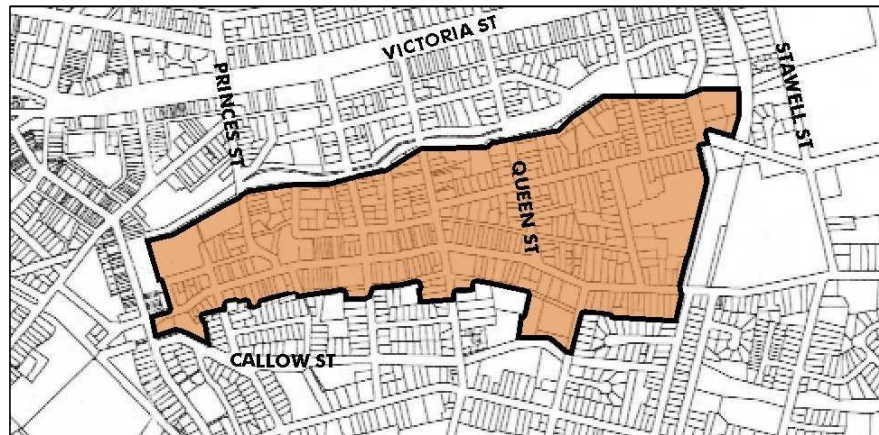 VICTORIA ST
PRINCES ST
STAWELL ST
QUEEN ST
CALLOW ST